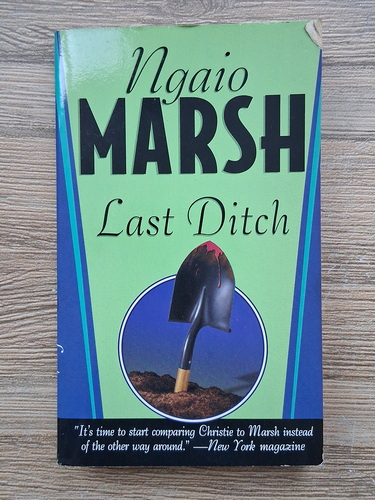 Ngaio
MARSH
Last Ditch
"It's time to start comparing Christie to Marsh instead
of the other way around." —New York magazine